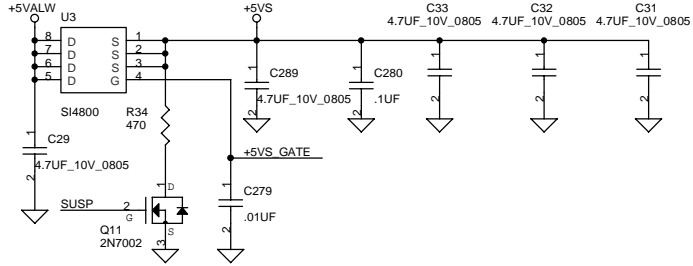 +5VALW
U3
+5VS
C33
4.7UF_10V_0805
C32
4.7UF_10V_0805
C31
4.7UF_10V_0805
8 D S 1
7 D S 2
6 D S 3
5 D G 4
SI4800
C289
4.7UF_10V_0805
C280
.1UF
1
2
1
2
1
2
1
2
1
2
R34
470
C29
4.7UF_10V_0805
1
2
+5VS_GATE
SUSP
2
G
1
D
S
3
Q11
2N7002
C279
.01UF
1
2